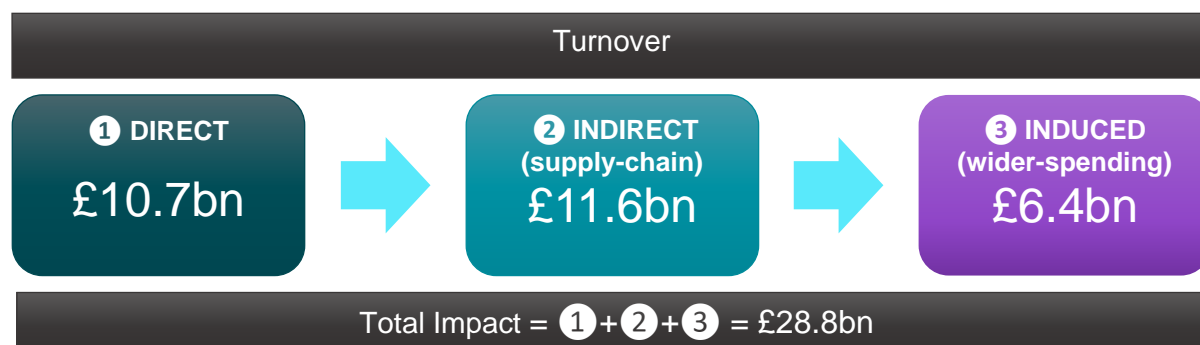 Turnover
❶ DIRECT
£10.7bn
❷ INDIRECT
(supply-chain)
£11.6bn
❸ INDUCED
(wider-spending)
£6.4bn
Total Impact = ❶+❷+❸ = £28.8bn